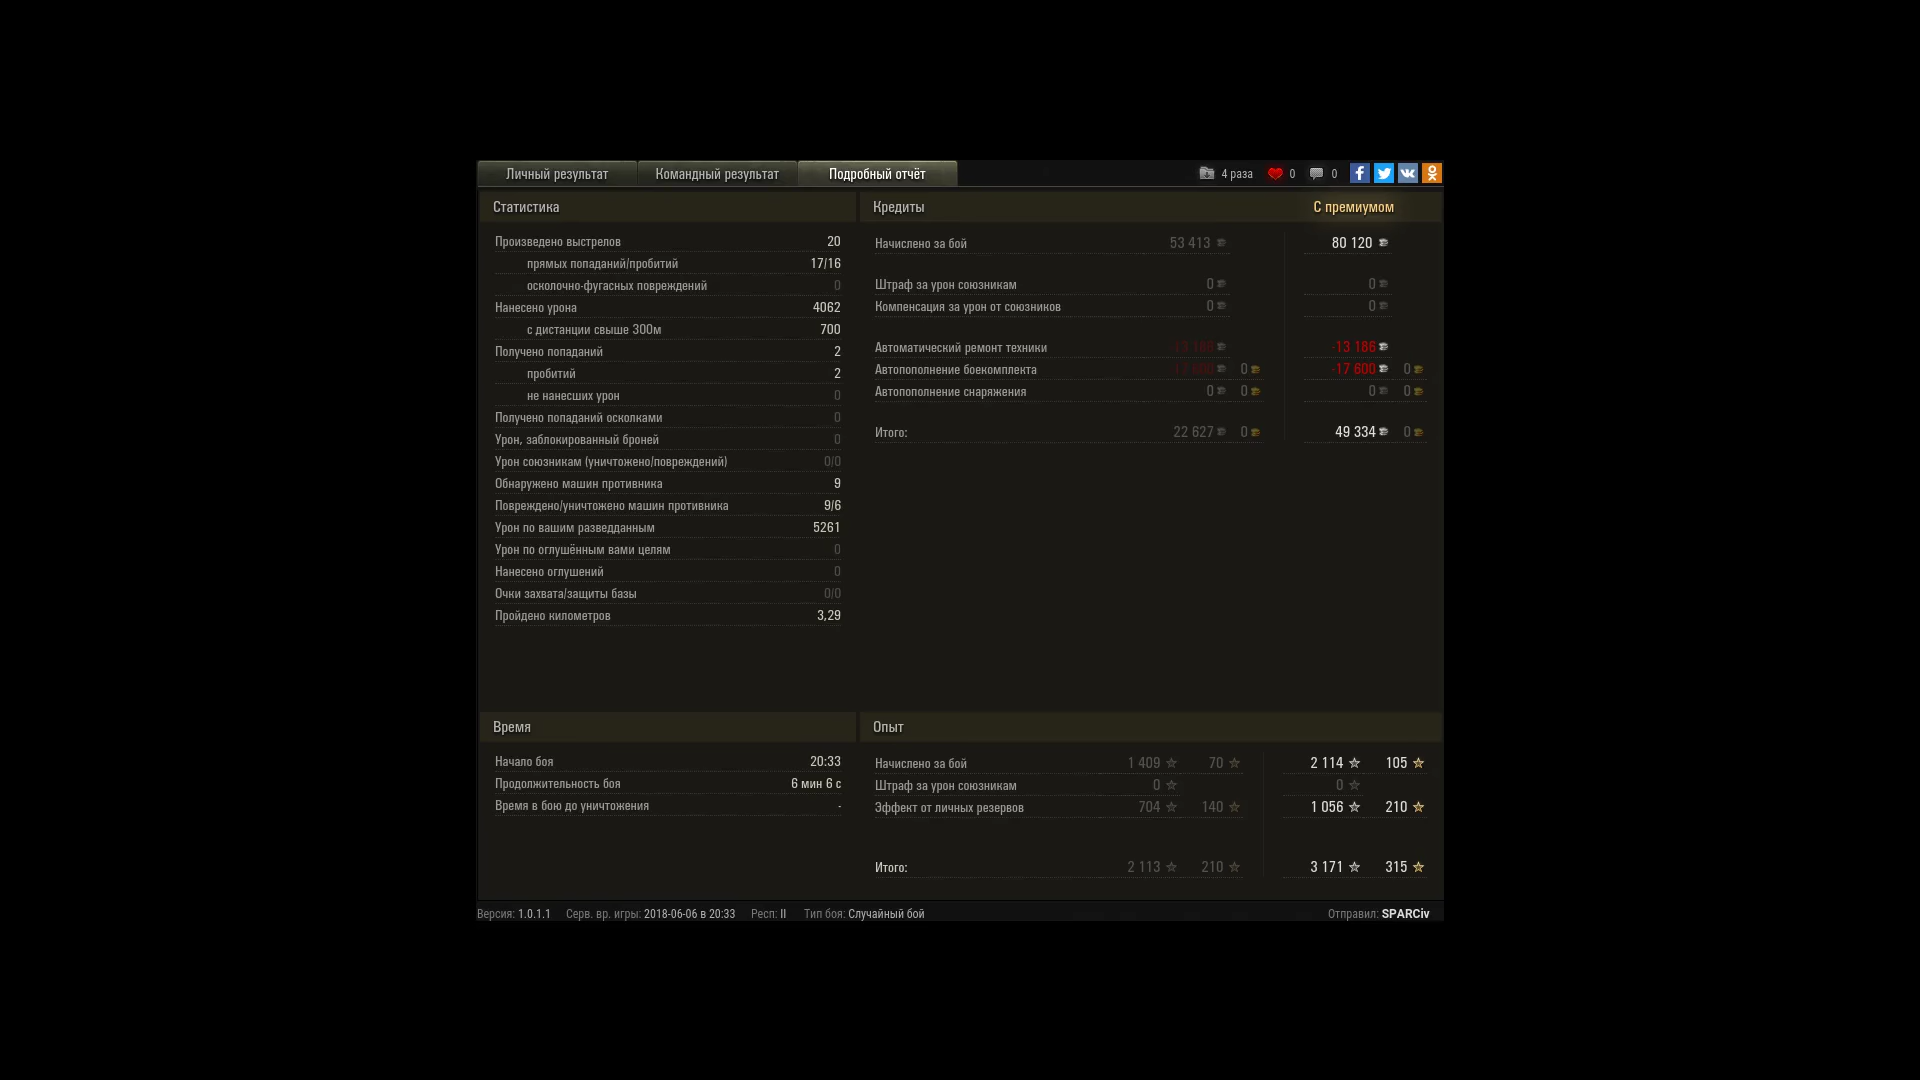 Личный результат Командный результат Подробный отчёт 4 раза 0 0
Статистика
Произведено выстрелов 20
прямых попаданий/пробитий 17/16
осколочно-фугасных повреждений 0
Нанесено урона 4062
с дистанции свыше 300м 700
Получено попаданий 2
пробитий 2
не нанесших урон 0
Получено попаданий осколками 0
Урон, заблокированный броней 0
Урон союзникам (уничтожено/повреждений) 0/0
Обнаружено машин противника 9
Повреждено/уничтожено машин противника 9/6
Урон по вашим разведданным 5261
Урон по оглушённым вами целям 0
Нанесено оглушений 0
Очки захвата/защиты базы 0/0
Пройдено километров 3,29
Кредиты С премиумом
Начислено за бой 53 413 80 120
Штраф за урон союзникам 0 0
Компенсация за урон от союзников 0 0
Автоматический ремонт техники -13 186 -13 186
Автопополнение боекомплекта -17 600 0 -17 600 0
Автопополнение снаряжения 0 0 0 0
Итого: 22 627 0 49 334 0
Время
Начало боя 20:33
Продолжительность боя 6 мин 6 с
Время в бою до уничтожения -
Опыт
Начислено за бой 1 409 70 2 114 105
Штраф за урон союзникам 0 0
Эффект от личных резервов 704 140 1 056 210
Итого: 2 113 210 3 171 315
Версия: 1.0.1.1 Серв. вр. игры: 2018-06-06 в 20:33 Респ: II Тип боя: Случайный бой Отправил: SPARCiv